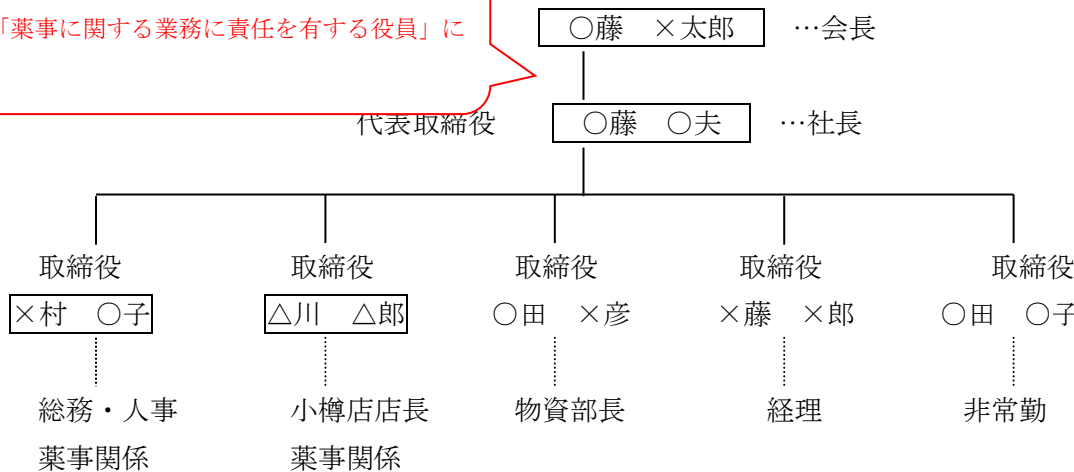 「薬事に関する業務に責任を有する役員」に
○藤　×太郎　…会長
代表取締役　○藤　○夫　…社長
取締役　取締役　取締役　取締役　取締役
×村　○子　△川　△郎　○田　×彦　×藤　×郎　○田　○子
総務・人事　小樽店店長　物資部長　経理　非常勤
薬事関係　薬事関係